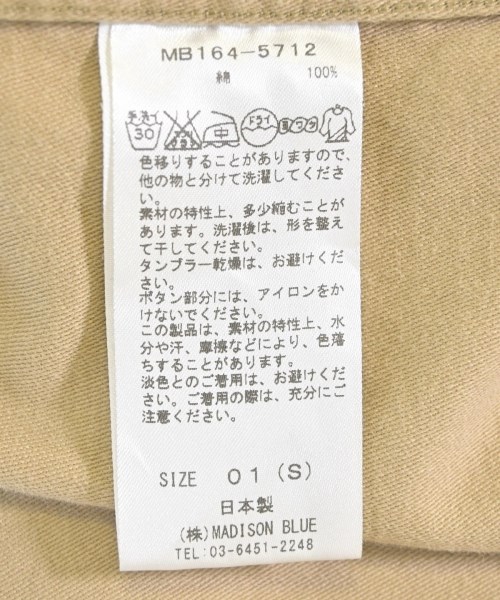 MB164-5712
綿 100%
手洗イ 30 エンソサラシ 中 ドライ ヨワク
色移りすることがありますので、
他の物と分けて洗濯してくださ
い。
素材の特性上、多少縮むことが
あります。洗濯後は、形を整え
て干してください。
タンブラー乾燥は、お避けくだ
さい。
ボタン部分には、アイロンをか
けないでください。
この製品は、素材の特性上、水
分や汗、摩擦などにより、色落
ちすることがあります。
淡色とのご着用は、お避けくだ
さい。ご着用の際は、充分にご
注意ください。
SIZE 01 (S)
日本製
(株) MADISON BLUE
TEL:03-6451-2248